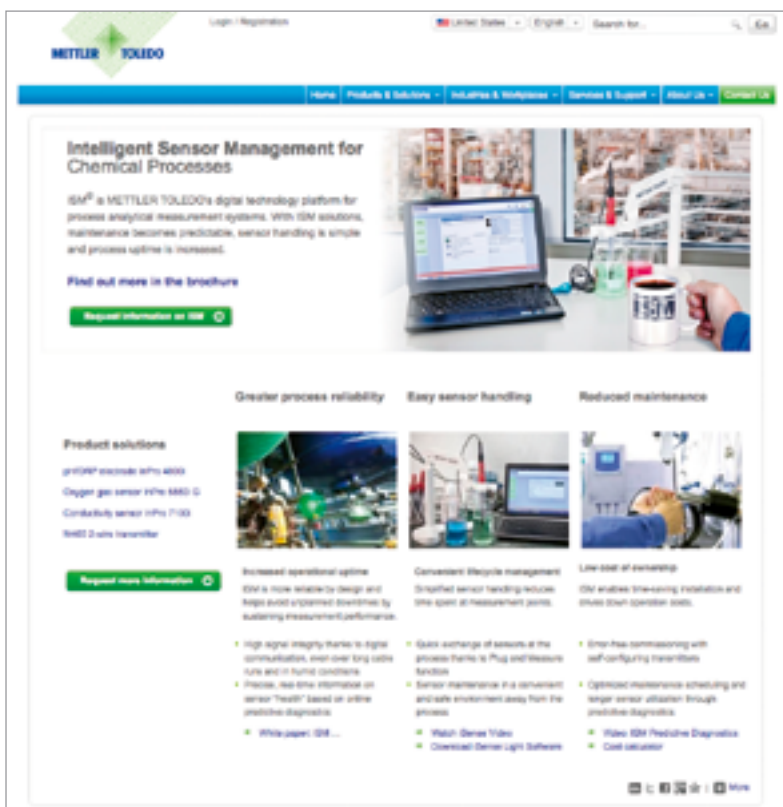 Login / Registration
United States
English
Search for...
Go
METTLER TOLEDO
Home
Products & Solutions
Industries & Workplaces
Services & Support
About Us
Contact Us
Intelligent Sensor Management for
Chemical Processes
ISM® is METTLER TOLEDO's digital technology platform for
process analytical measurement systems. With ISM solutions,
maintenance becomes predictable, sensor handling is simple
and process uptime is increased.
Find out more in the brochure
Request information on ISM
Product solutions
pH/ORP electrode InPro 4800i
Oxygen gas sensor InPro 6850i G
Conductivity sensor InPro 7100i
2-wire transmitter
Request more information
Greater process reliability
Increased operational uptime
ISM is more reliable by design and
helps avoid unplanned downtimes by
sustaining measurement performance.
High signal integrity thanks to digital
communication, even over long cable
runs and in humid conditions.
Precise, real-time information on
sensor "health" based on online
predictive diagnostics.
White paper: ISM ...
Easy sensor handling
Convenient lifecycle management
Simplified sensor handling reduces
time spent at measurement points.
Quick exchange of sensors at the
process thanks to Plug and Measure
function
Sensor maintenance in a convenient
and safe environment away from the
process
Watch iSense Video
Download iSense Light Software
Reduced maintenance
Low cost of ownership
ISM enables time-saving installation and
drives down operation costs.
Error-free commissioning with
self-configuring transmitters
Optimized maintenance scheduling and
longer sensor utilization through
predictive diagnostics.
Video ISM Predictive Diagnostics
Cost calculator
More